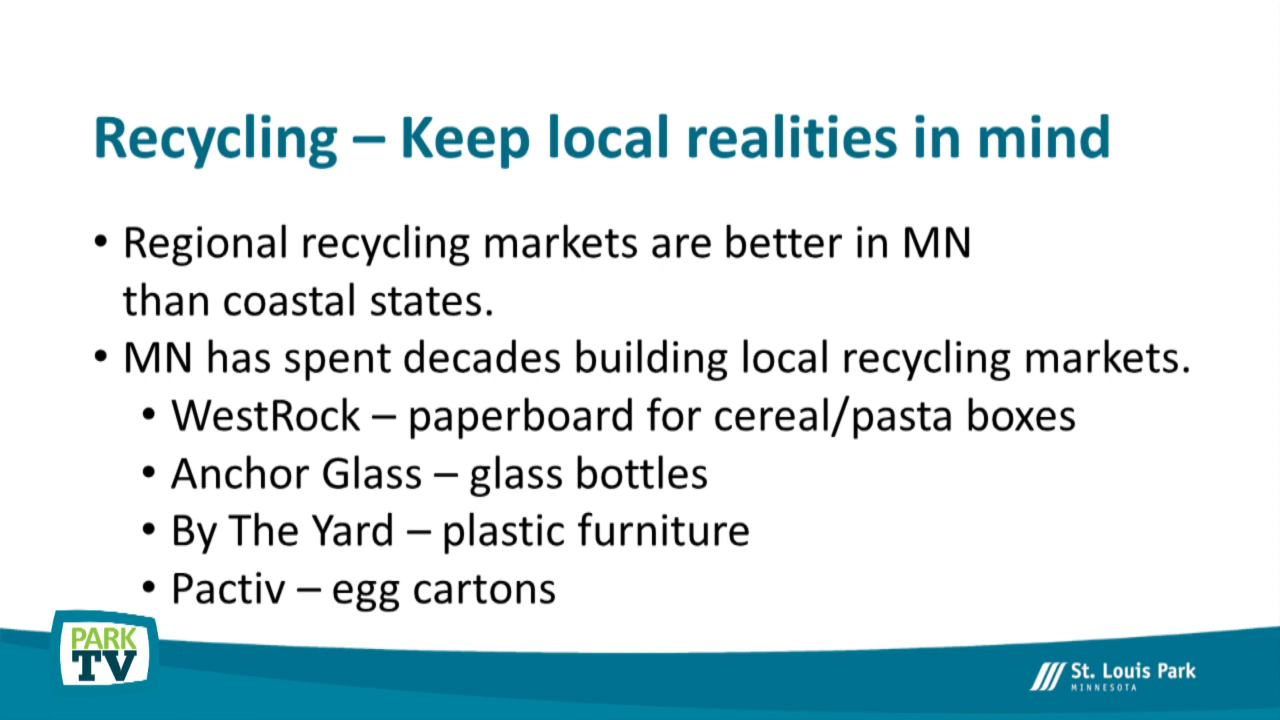 Recycling – Keep local realities in mind
• Regional recycling markets are better in MN
than coastal states.
• MN has spent decades building local recycling markets.
• WestRock – paperboard for cereal/pasta boxes
• Anchor Glass – glass bottles
• By The Yard – plastic furniture
• Pactiv – egg cartons
PARK
TV
St. Louis Park
MINNESOTA